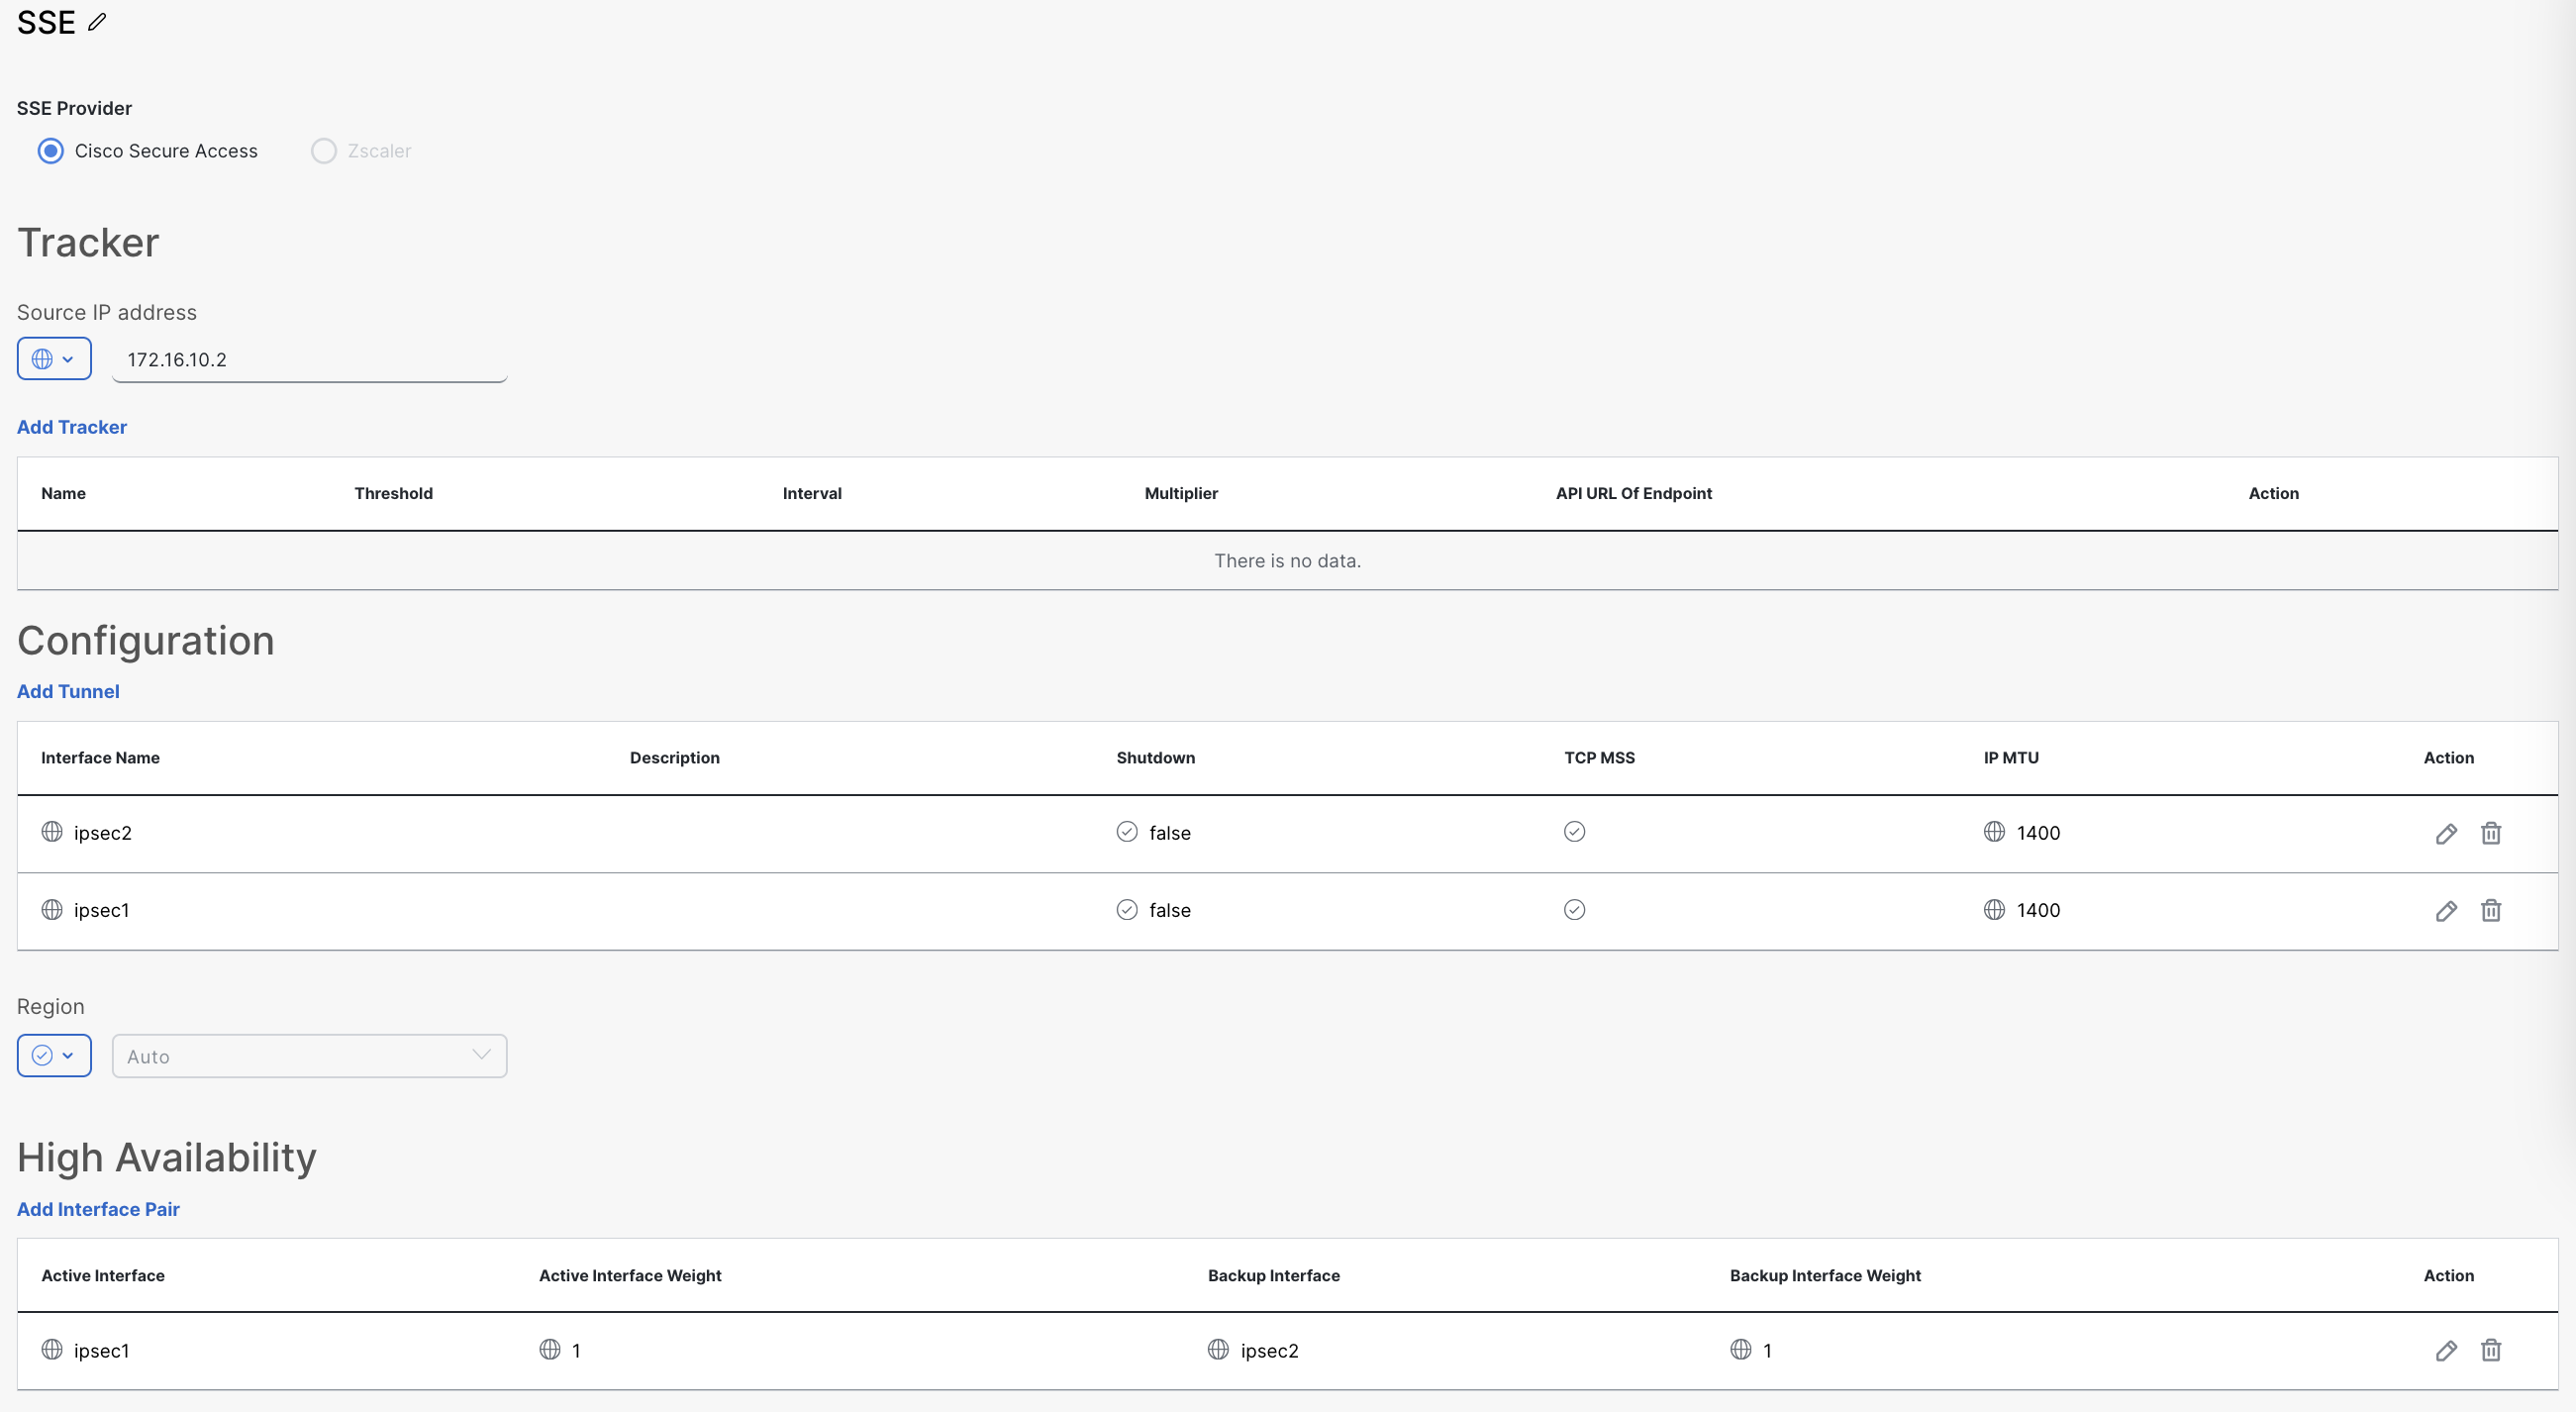 SSE
SSE Provider
Cisco Secure Access Zscaler
Tracker
Source IP address
172.16.10.2
Add Tracker
Name Threshold Interval Multiplier API URL Of Endpoint Action
There is no data.
Configuration
Add Tunnel
Interface Name Description Shutdown TCP MSS IP MTU Action
ipsec2 false 1400
ipsec1 false 1400
Region
Auto
High Availability
Add Interface Pair
Active Interface Active Interface Weight Backup Interface Backup Interface Weight Action
ipsec1 1 ipsec2 1